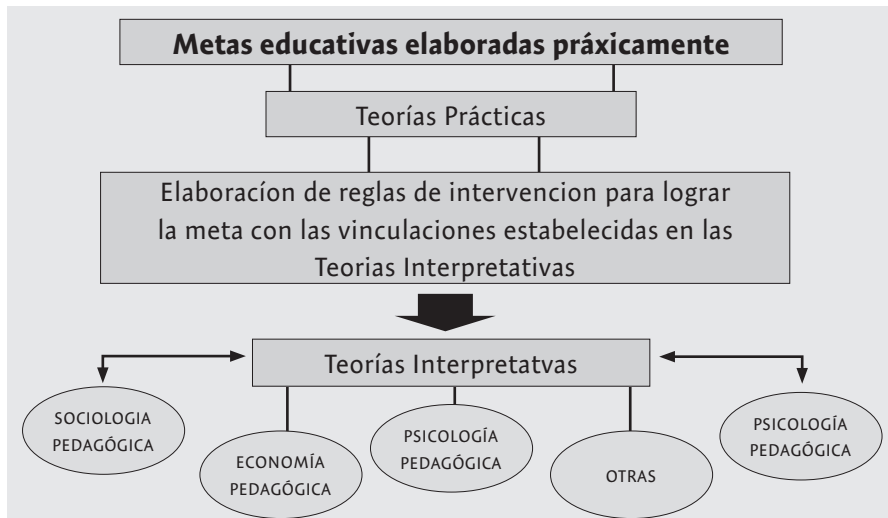 Metas educativas elaboradas práxicamente
Teorías Prácticas
Elaboracíon de reglas de intervencion para lograr
la meta con las vinculaciones estabelecidas en las
Teorias Interpretativas
Teorías Interpretatvas
SOCIOLOGIA
PEDAGÓGICA
ECONOMÍA
PEDAGÓGICA
PSICOLOGÍA
PEDAGÓGICA
OTRAS
PSICOLOGÍA
PEDAGÓGICA